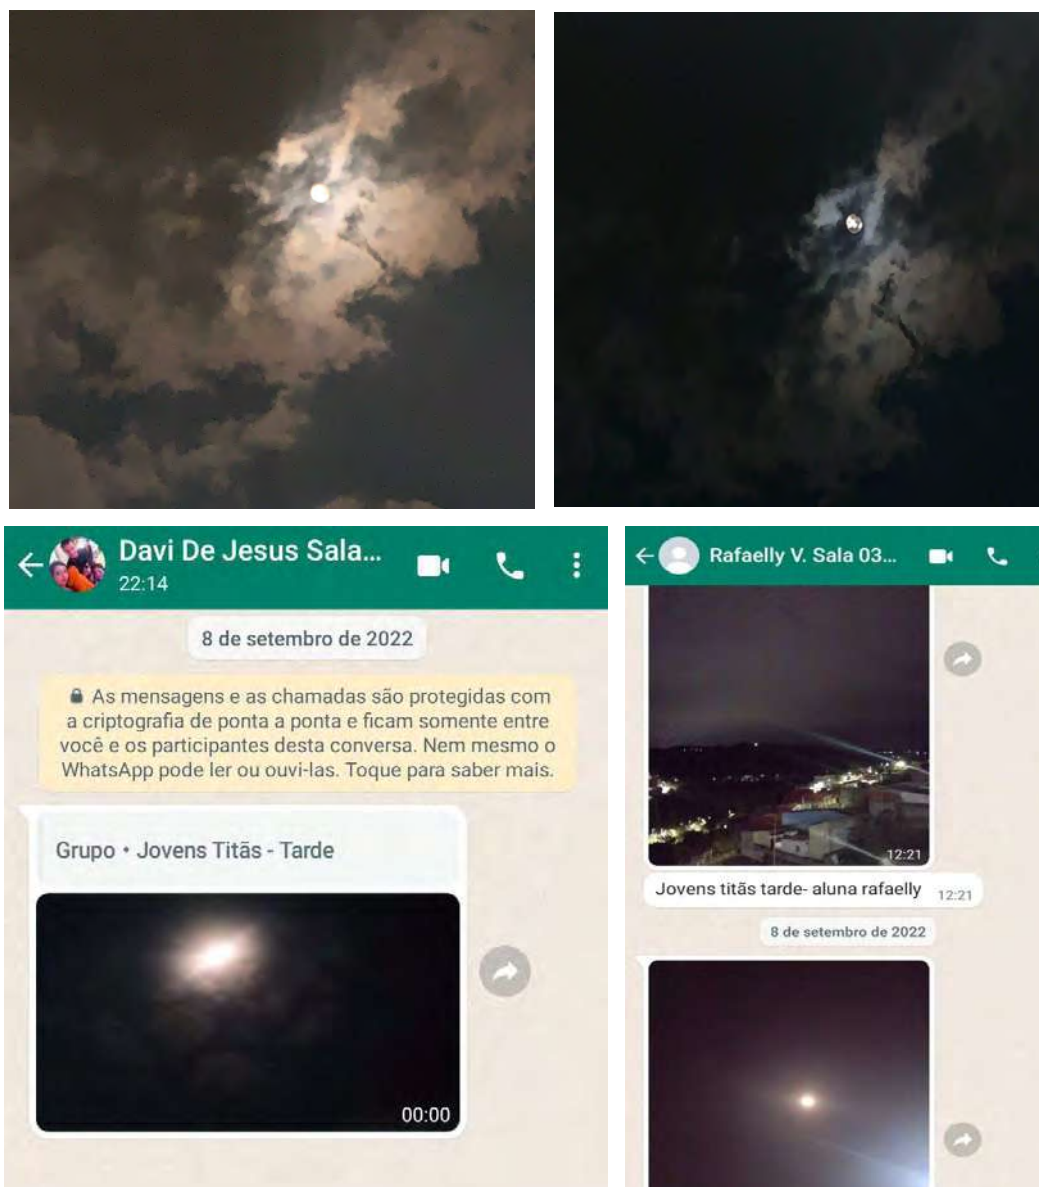 Davi De Jesus Sala...
22:14
8 de setembro de 2022
As mensagens e as chamadas são protegidas com
a criptografia de ponta a ponta e ficam somente entre
você e os participantes desta conversa. Nem mesmo o
WhatsApp pode ler ou ouvi-las. Toque para saber mais.
Grupo • Jovens Titãs - Tarde
00:00
Rafaelly V. Sala 03...
12:21
Jovens titãs tarde- aluna rafaelly 12:21
8 de setembro de 2022